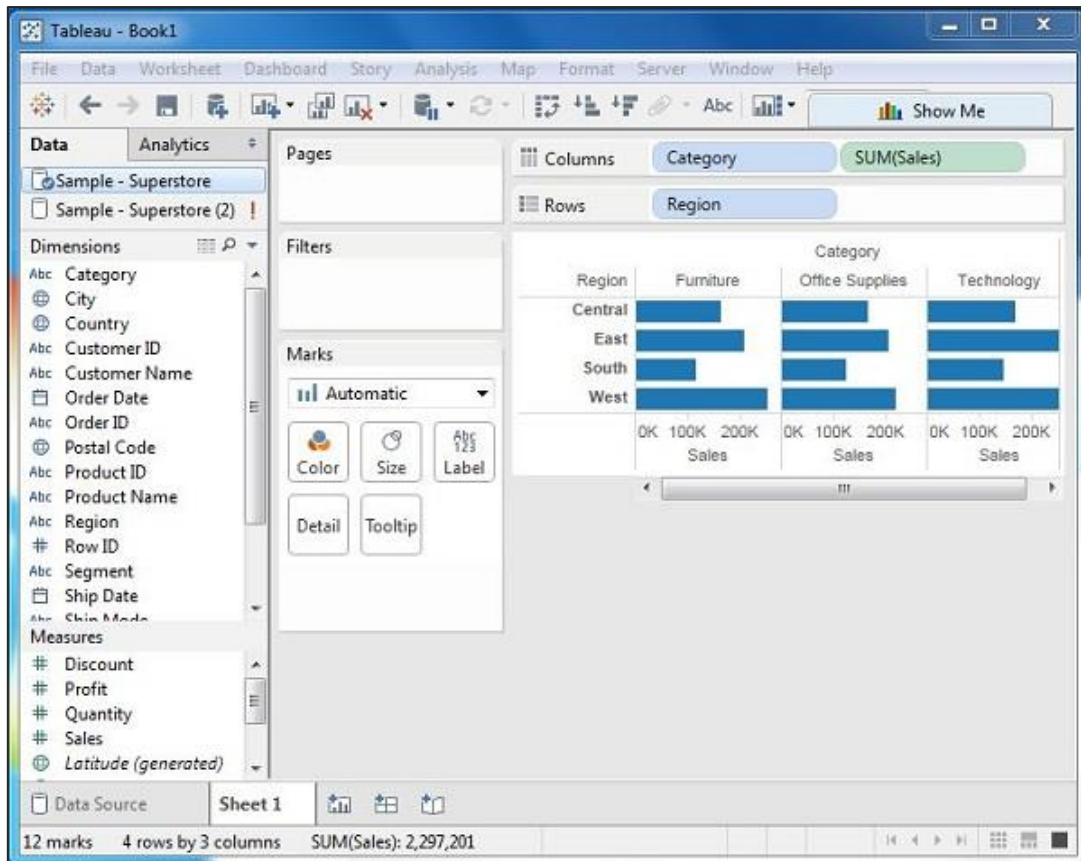 Tableau - Book1
File Data Worksheet Dashboard Story Analysis Map Format Server Window Help
Abc
Show Me
Data Analytics
Sample - Superstore
Sample - Superstore (2) !
Dimensions
Abc Category
City
Country
Abc Customer ID
Abc Customer Name
Order Date
Abc Order ID
Postal Code
Abc Product ID
Abc Product Name
Abc Region
# Row ID
Abc Segment
Ship Date
Abc Ship Mode
Measures
# Discount
# Profit
# Quantity
# Sales
Latitude (generated)
Pages
Filters
Marks
Automatic
Abc
123
Color Size Label
Detail Tooltip
Columns Category SUM(Sales)
Rows Region
Category
Region Furniture Office Supplies Technology
Central
East
South
West
0K 100K 200K 0K 100K 200K 0K 100K 200K
Sales Sales Sales
Data Source Sheet 1
12 marks 4 rows by 3 columns SUM(Sales): 2,297,201